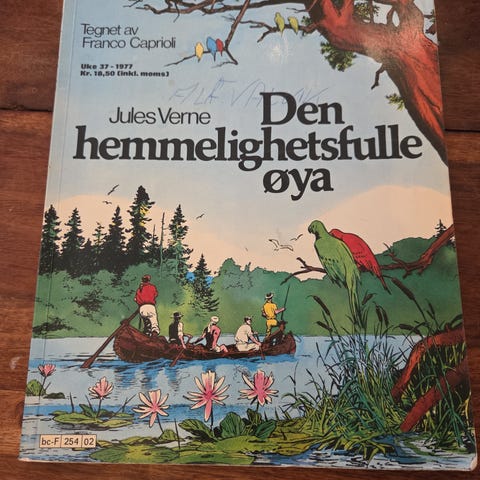 Tegnet av
Franco Caprioli
Uke 37 - 1977
Kr. 18,50 (inkl. moms)
Jules Verne
Den
hemmelighetsfulle
øya
bc-F 254 02